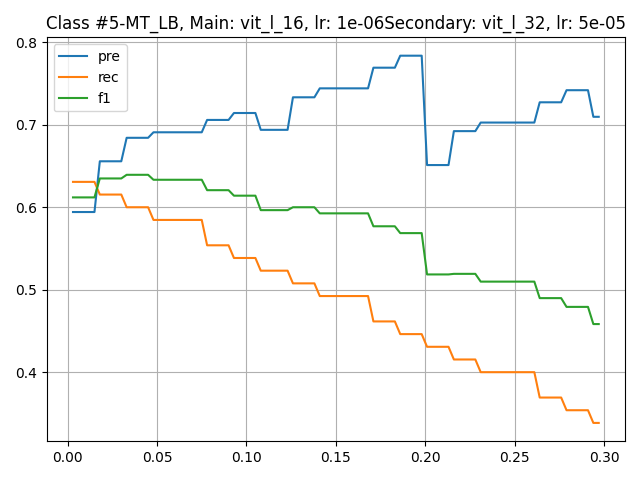 Class #5-MT_LB, Main: vit_l_16, lr: 1e-06Secondary: vit_l_32, lr: 5e-05
pre
rec
f1
0.8
0.7
0.6
0.5
0.4
0.00 0.05 0.10 0.15 0.20 0.25 0.30